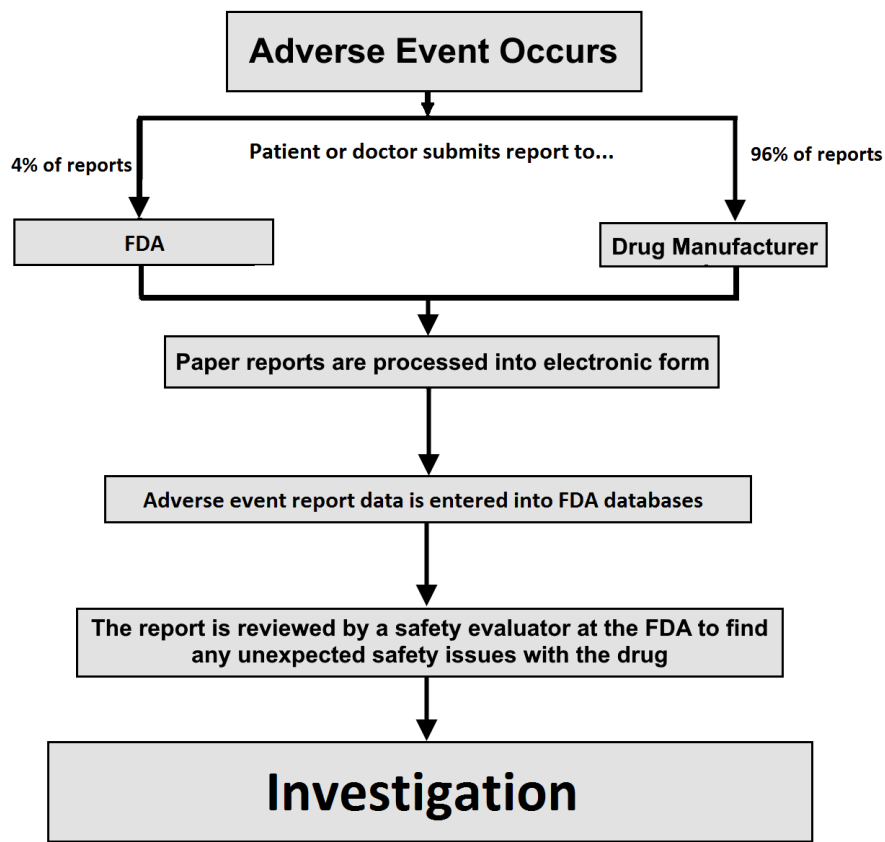 Adverse Event Occurs
4% of reports
Patient or doctor submits report to...
96% of reports
FDA
Drug Manufacturer
Paper reports are processed into electronic form
Adverse event report data is entered into FDA databases
The report is reviewed by a safety evaluator at the FDA to find
any unexpected safety issues with the drug
Investigation